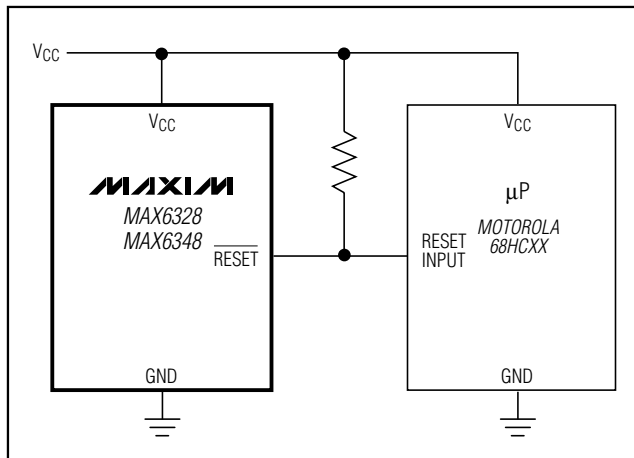 VCC
VCC
MAXIM
MAX6328
MAX6348
RESET
GND
VCC
µP
MOTOROLA
68HCXX
RESET
INPUT
GND